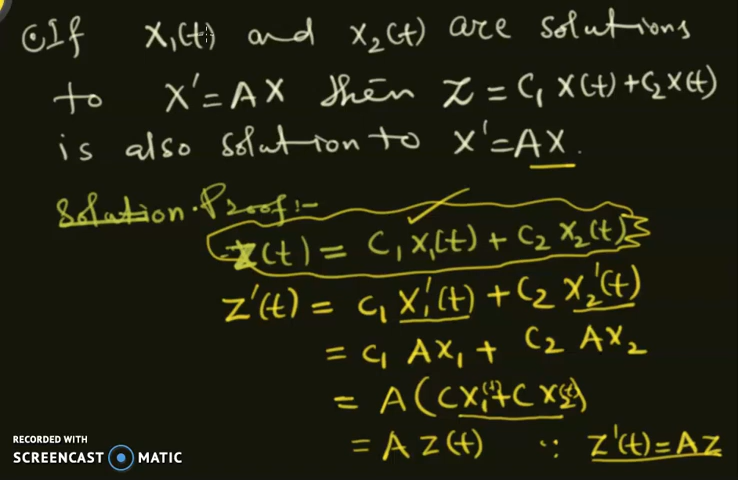 ⊙If X₁(t) and X₂(t) are solutions
to X' = AX then Z = C₁ X(t) + C₂ X(t)
is also solution to X' = AX.
Solution. Proof:-
Z(t) = C₁ X₁(t) + C₂ X₂(t)
Z'(t) = C₁ X₁'(t) + C₂ X₂'(t)
= C₁ AX₁ + C₂ AX₂
= A(CX₁(t) + CX₂(t))
= A Z(t) ∵ Z'(t) = AZ
RECORDED WITH
SCREENCAST MATIC